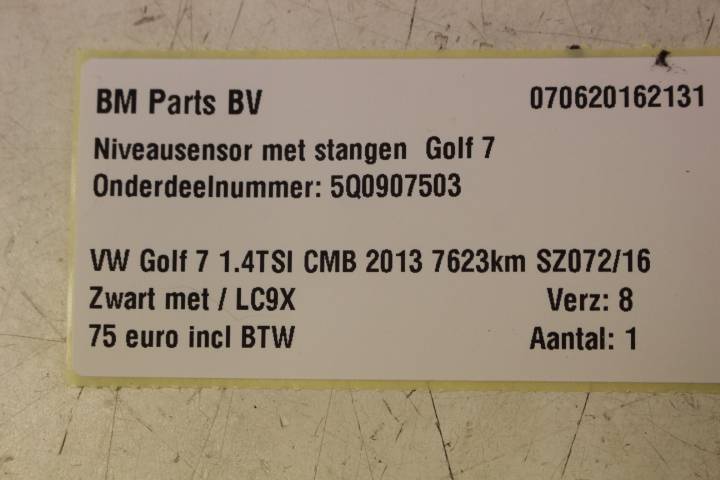 BM Parts BV 070620162131
Niveausensor met stangen Golf 7
Onderdeelnummer: 5Q0907503
VW Golf 7 1.4TSI CMB 2013 7623km SZ072/16
Zwart met / LC9X Verz: 8
75 euro incl BTW Aantal: 1